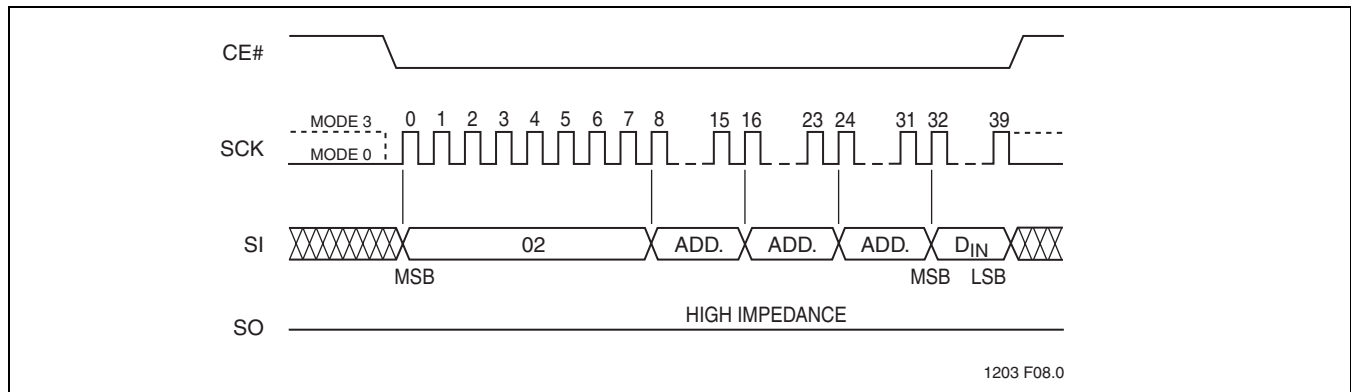 CE#
MODE 3
0 1 2 3 4 5 6 7 8 15 16 23 24 31 32 39
SCK
MODE 0
SI
02 ADD. ADD. ADD. DIN
MSB MSB LSB
HIGH IMPEDANCE
SO
1203 F08.0